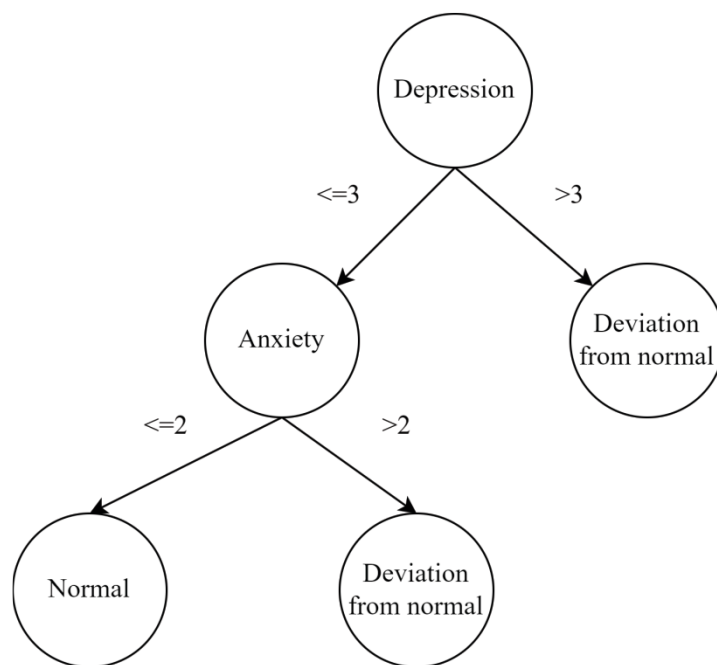 Depression
<=3
>3
Anxiety
Deviation
from normal
<=2
>2
Normal
Deviation
from normal